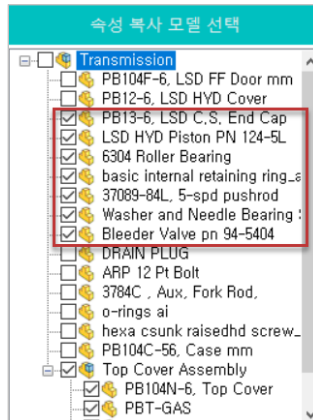 속성 복사 모델 선택
Transmission
PB104F-6, LSD FF Door mm
PB12-6, LSD HYD Cover
PB13-6, LSD C,S, End Cap
LSD HYD Piston PN 124-5L
6304 Roller Bearing
basic internal retaining ring_a
37089-84L, 5-spd pushrod
Washer and Needle Bearing
Bleeder Valve pn 94-5404
DRAIN PLUG
ARP 12 Pt Bolt
3784C , Aux, Fork Rod,
o-rings ai
hexa csunk raisedhd screw_
PB104C-56, Case mm
Top Cover Assembly
PB104N-6, Top Cover
PBT-GAS